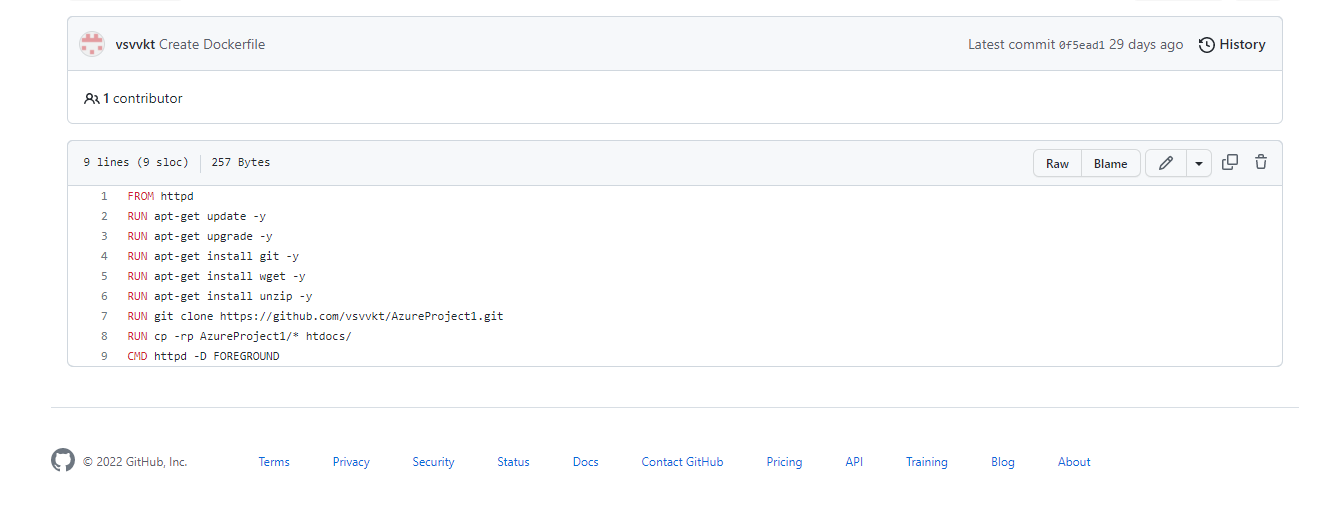 vsvvkt Create Dockerfile Latest commit 0f5ead1 29 days ago History
1 contributor
9 lines (9 sloc) 257 Bytes Raw Blame
1 FROM httpd
2 RUN apt-get update -y
3 RUN apt-get upgrade -y
4 RUN apt-get install git -y
5 RUN apt-get install wget -y
6 RUN apt-get install unzip -y
7 RUN git clone https://github.com/vsvvkt/AzureProject1.git
8 RUN cp -rp AzureProject1/* htdocs/
9 CMD httpd -D FOREGROUND
© 2022 GitHub, Inc. Terms Privacy Security Status Docs Contact GitHub Pricing API Training Blog About